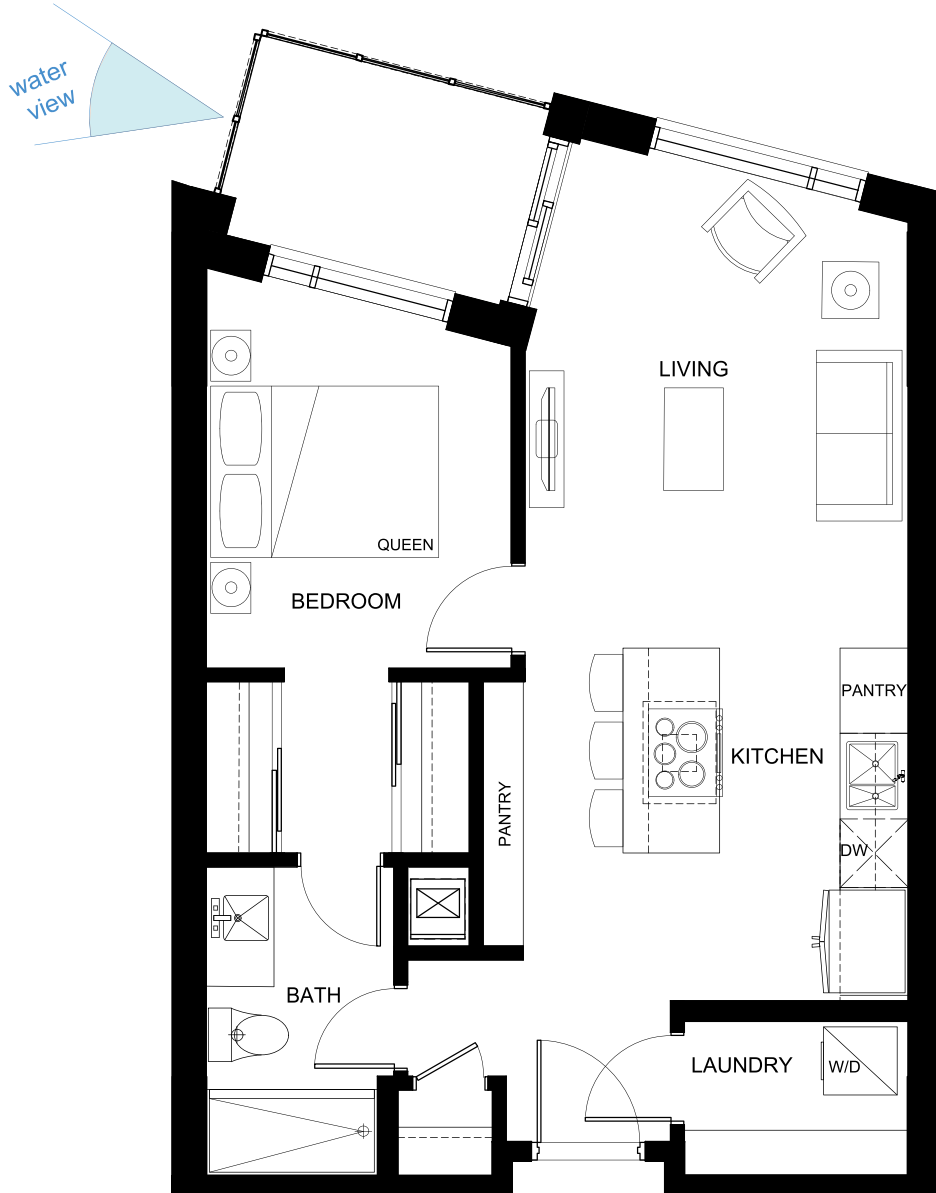 water
view
LIVING
QUEEN
BEDROOM
PANTRY
KITCHEN
PANTRY
DW
BATH
LAUNDRY
W/D